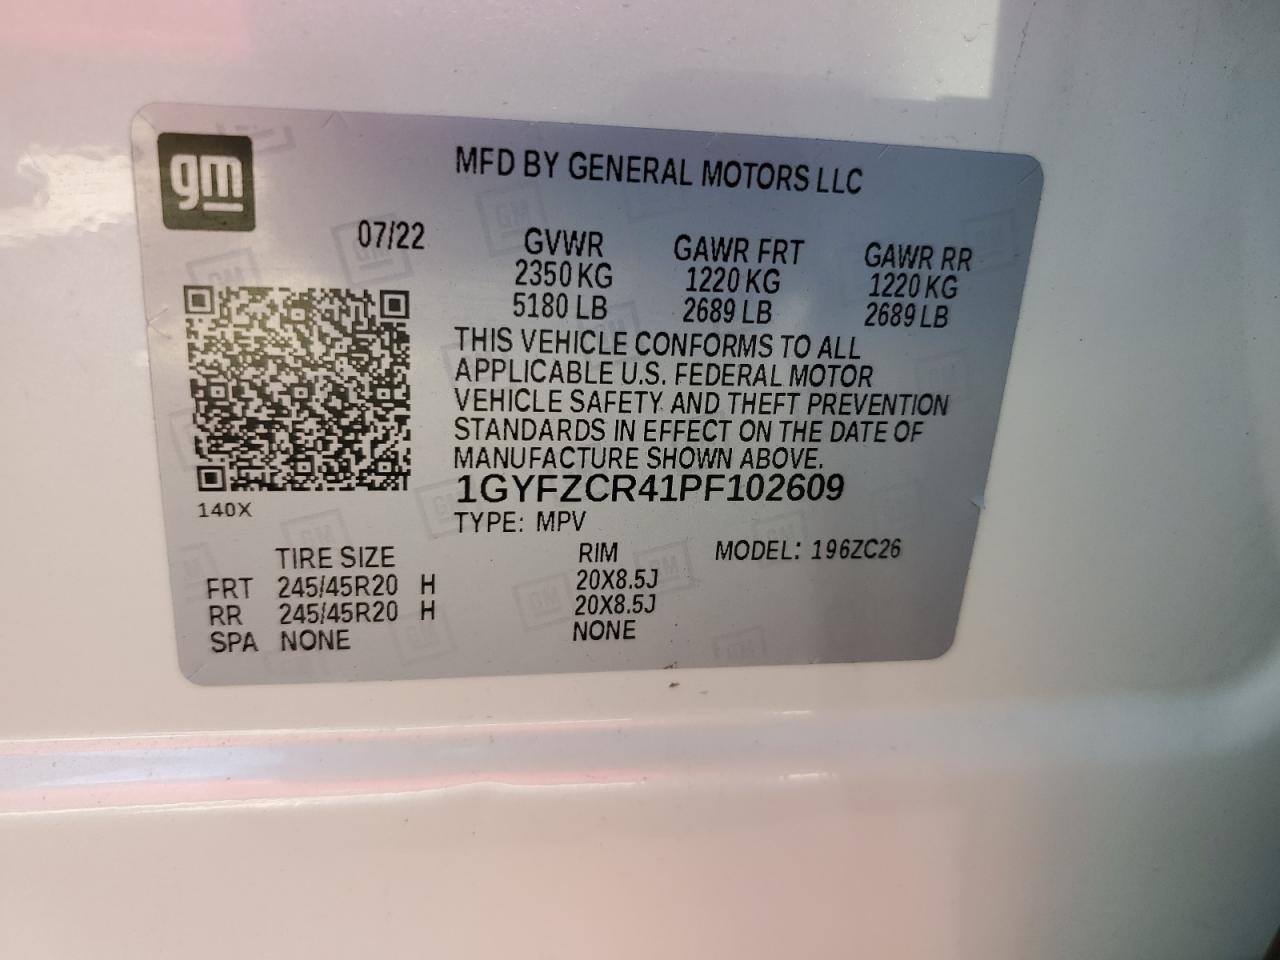 gm
MFD BY GENERAL MOTORS LLC
07/22
GVWR GAWR FRT GAWR RR
2350 KG 1220 KG 1220 KG
5180 LB 2689 LB 2689 LB
THIS VEHICLE CONFORMS TO ALL
APPLICABLE U.S. FEDERAL MOTOR
VEHICLE SAFETY AND THEFT PREVENTION
STANDARDS IN EFFECT ON THE DATE OF
MANUFACTURE SHOWN ABOVE.
1GYFZCR41PF102609
140X
TYPE: MPV
TIRE SIZE RIM MODEL: 196ZC26
FRT 245/45R20 H 20X8.5J
RR 245/45R20 H 20X8.5J
SPA NONE NONE